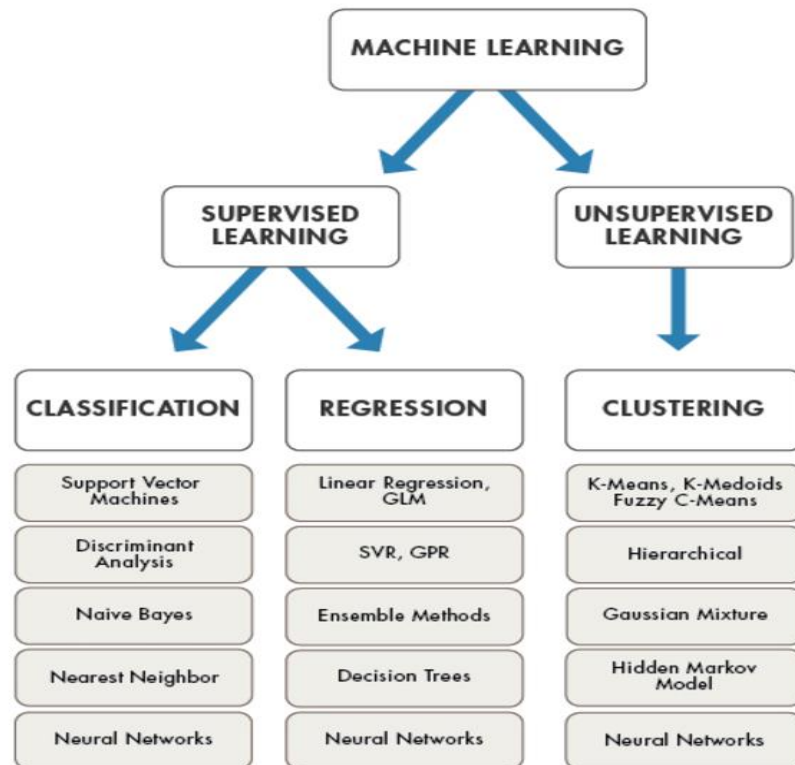 MACHINE LEARNING
SUPERVISED
LEARNING
UNSUPERVISED
LEARNING
CLASSIFICATION
REGRESSION
CLUSTERING
Support Vector
Machines
Discriminant
Analysis
Naive Bayes
Nearest Neighbor
Neural Networks
Linear Regression,
GLM
SVR, GPR
Ensemble Methods
Decision Trees
Neural Networks
K-Means, K-Medoids
Fuzzy C-Means
Hierarchical
Gaussian Mixture
Hidden Markov
Model
Neural Networks